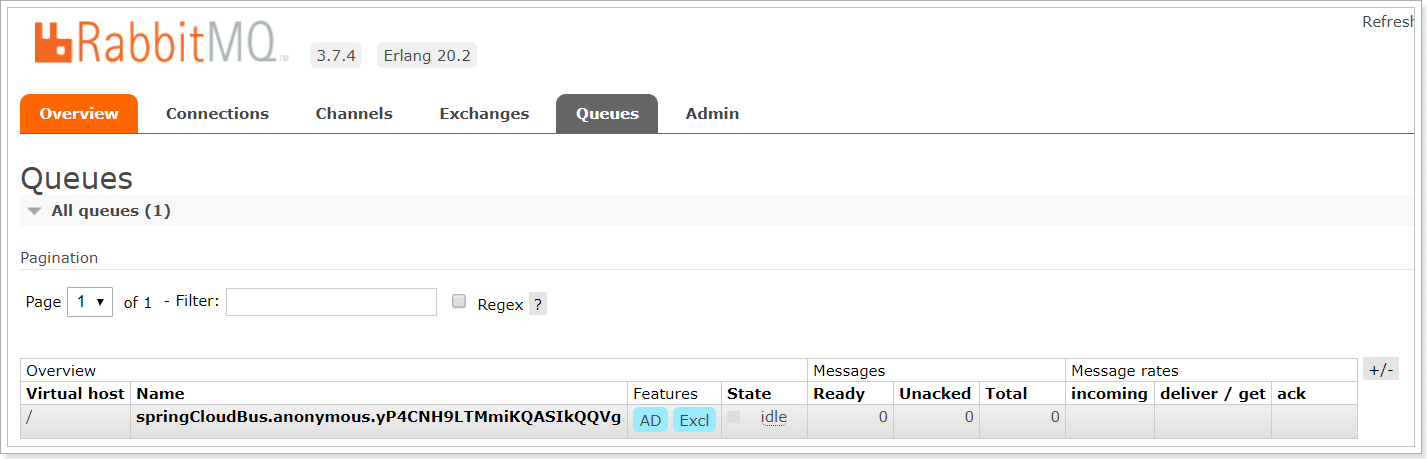 Refresh
RabbitMQ™ 3.7.4 Erlang 20.2
Overview Connections Channels Exchanges Queues Admin
Queues
All queues (1)
Pagination
Page 1 of 1 - Filter: Regex ?
Overview Messages Message rates +/-
Virtual host Name Features State Ready Unacked Total incoming deliver / get ack
/ springCloudBus.anonymous.yP4CNH9LTMmiKQASIkQQVg AD Excl idle 0 0 0